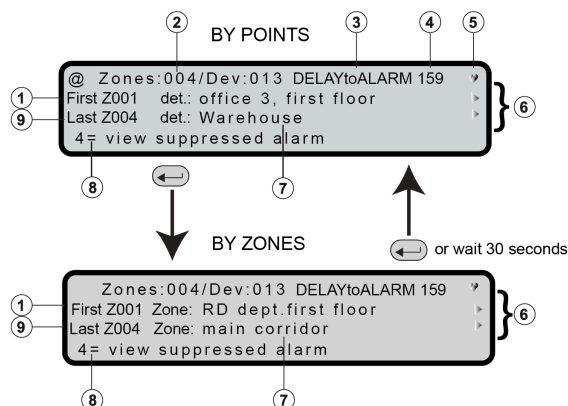 BY POINTS
2 3 4 5
@ Zones:004/Dev:013 DELAYtoALARM 159
1 First Z001 det.: office 3, first floor
6
9 Last Z004 det.: Warehouse
4= view suppressed alarm
8 7
BY ZONES
or wait 30 seconds
Zones:004/Dev:013 DELAYtoALARM 159
1 First Z001 Zone: RD dept.first floor
6
9 Last Z004 Zone: main corridor
4= view suppressed alarm
8 7